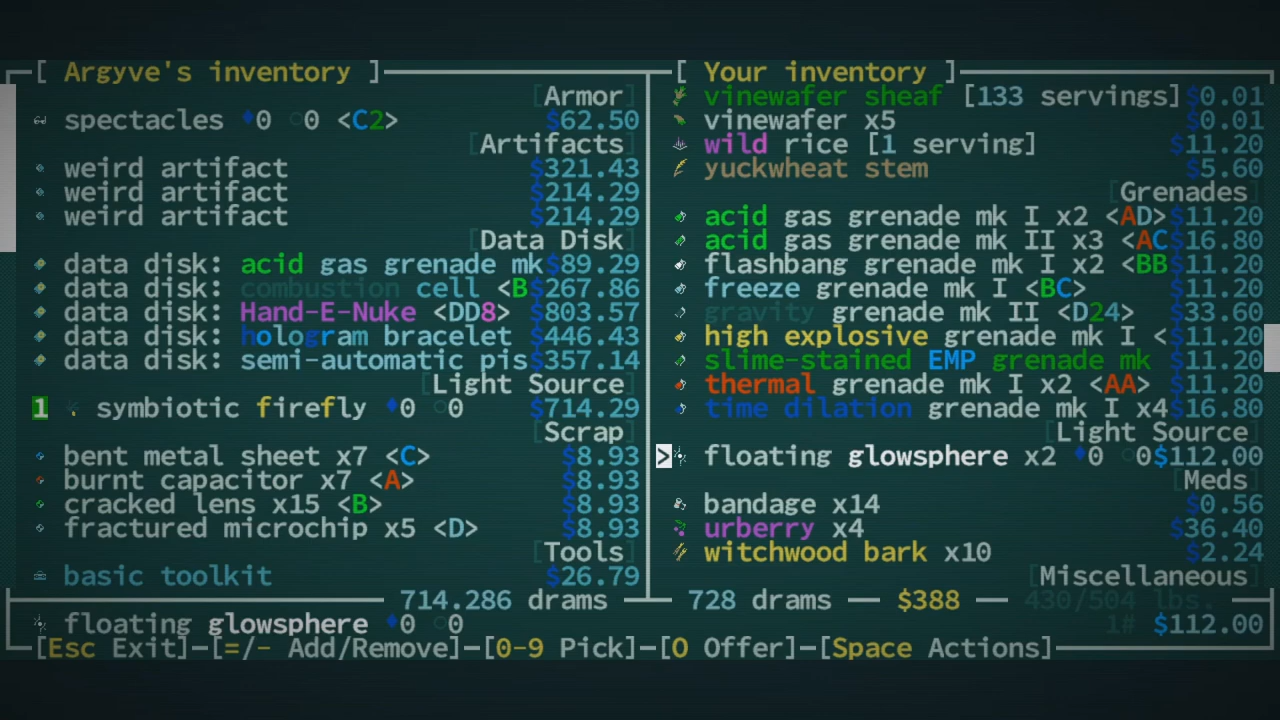 [ Argyve's inventory ]
[Armor]
spectacles ♦0 ○0 <C2> $62.50
[Artifacts]
weird artifact $321.43
weird artifact $214.29
weird artifact $214.29
[Data Disk]
data disk: acid gas grenade mk $89.29
data disk: combustion cell <B $267.86
data disk: Hand-E-Nuke <DD8> $803.57
data disk: hologram bracelet $446.43
data disk: semi-automatic pis $357.14
[Light Source]
1 symbiotic firefly ♦0 ○0 $714.29
[Scrap]
bent metal sheet x7 <C> $8.93
burnt capacitor x7 <A> $8.93
cracked lens x15 <B> $8.93
fractured microchip x5 <D> $8.93
[Tools]
basic toolkit $26.79
[ Your inventory ]
vinewafer sheaf [133 servings] $0.01
vinewafer x5 $0.01
wild rice [1 serving] $11.20
yuckwheat stem $5.60
[Grenades]
acid gas grenade mk I x2 <AD> $11.20
acid gas grenade mk II x3 <AC $16.80
flashbang grenade mk I x2 <BB $11.20
freeze grenade mk I <BC> $11.20
gravity grenade mk II <D24> $33.60
high explosive grenade mk I < $11.20
slime-stained EMP grenade mk $11.20
thermal grenade mk I x2 <AA> $11.20
time dilation grenade mk I x4 $16.80
[Light Source]
> floating glowsphere x2 ♦0 ○0 $112.00
[Meds]
bandage x14 $0.56
urberry x4 $36.40
witchwood bark x10 $2.24
[Miscellaneous]
714.286 drams — 728 drams — $388 — 430/504 lbs.
floating glowsphere ♦0 ○0 1# $112.00
[Esc Exit]—[=/- Add/Remove]—[0-9 Pick]—[O Offer]—[Space Actions]